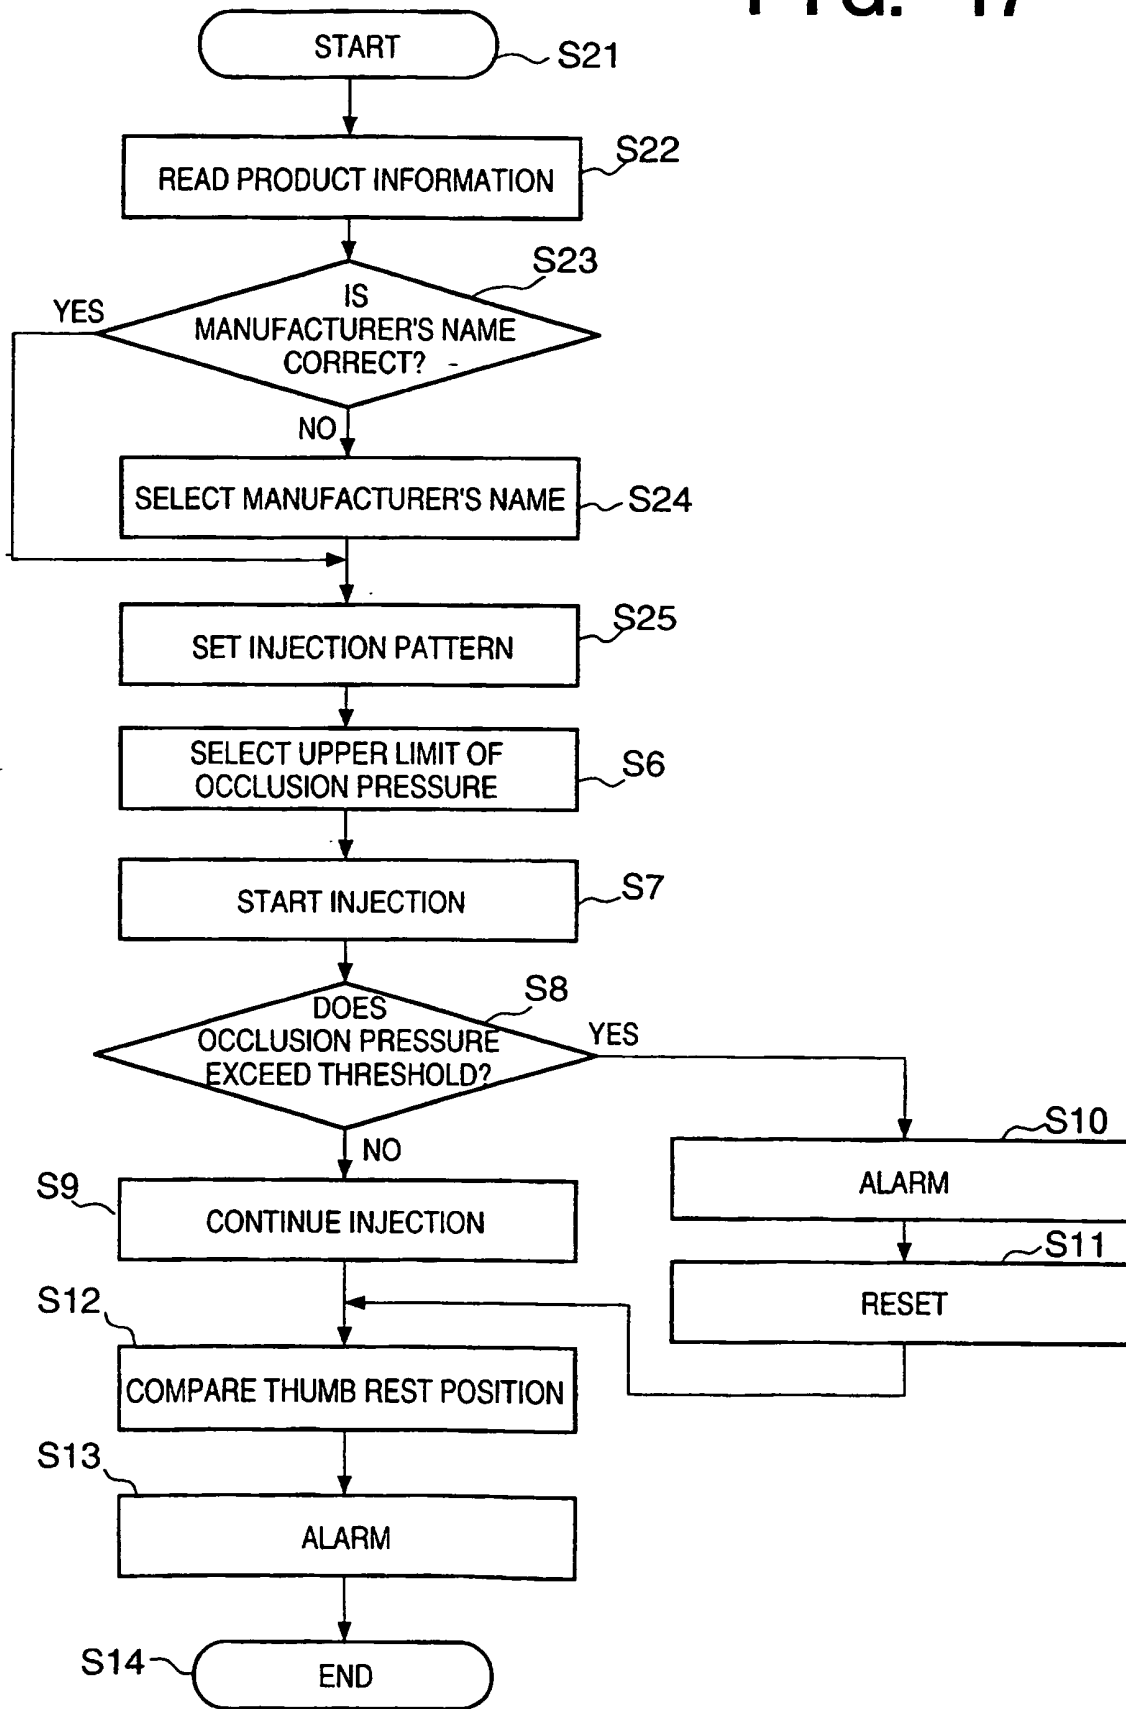 FIG. 17
START
S21
READ PRODUCT INFORMATION
S22
S23
IS
MANUFACTURER'S NAME
CORRECT?
YES
NO
SELECT MANUFACTURER'S NAME
S24
SET INJECTION PATTERN
S25
SELECT UPPER LIMIT OF
OCCLUSION PRESSURE
S6
START INJECTION
S7
S8
DOES
OCCLUSION PRESSURE
EXCEED THRESHOLD?
YES
NO
S10
ALARM
S9
CONTINUE INJECTION
S11
RESET
S12
COMPARE THUMB REST POSITION
S13
ALARM
S14
END